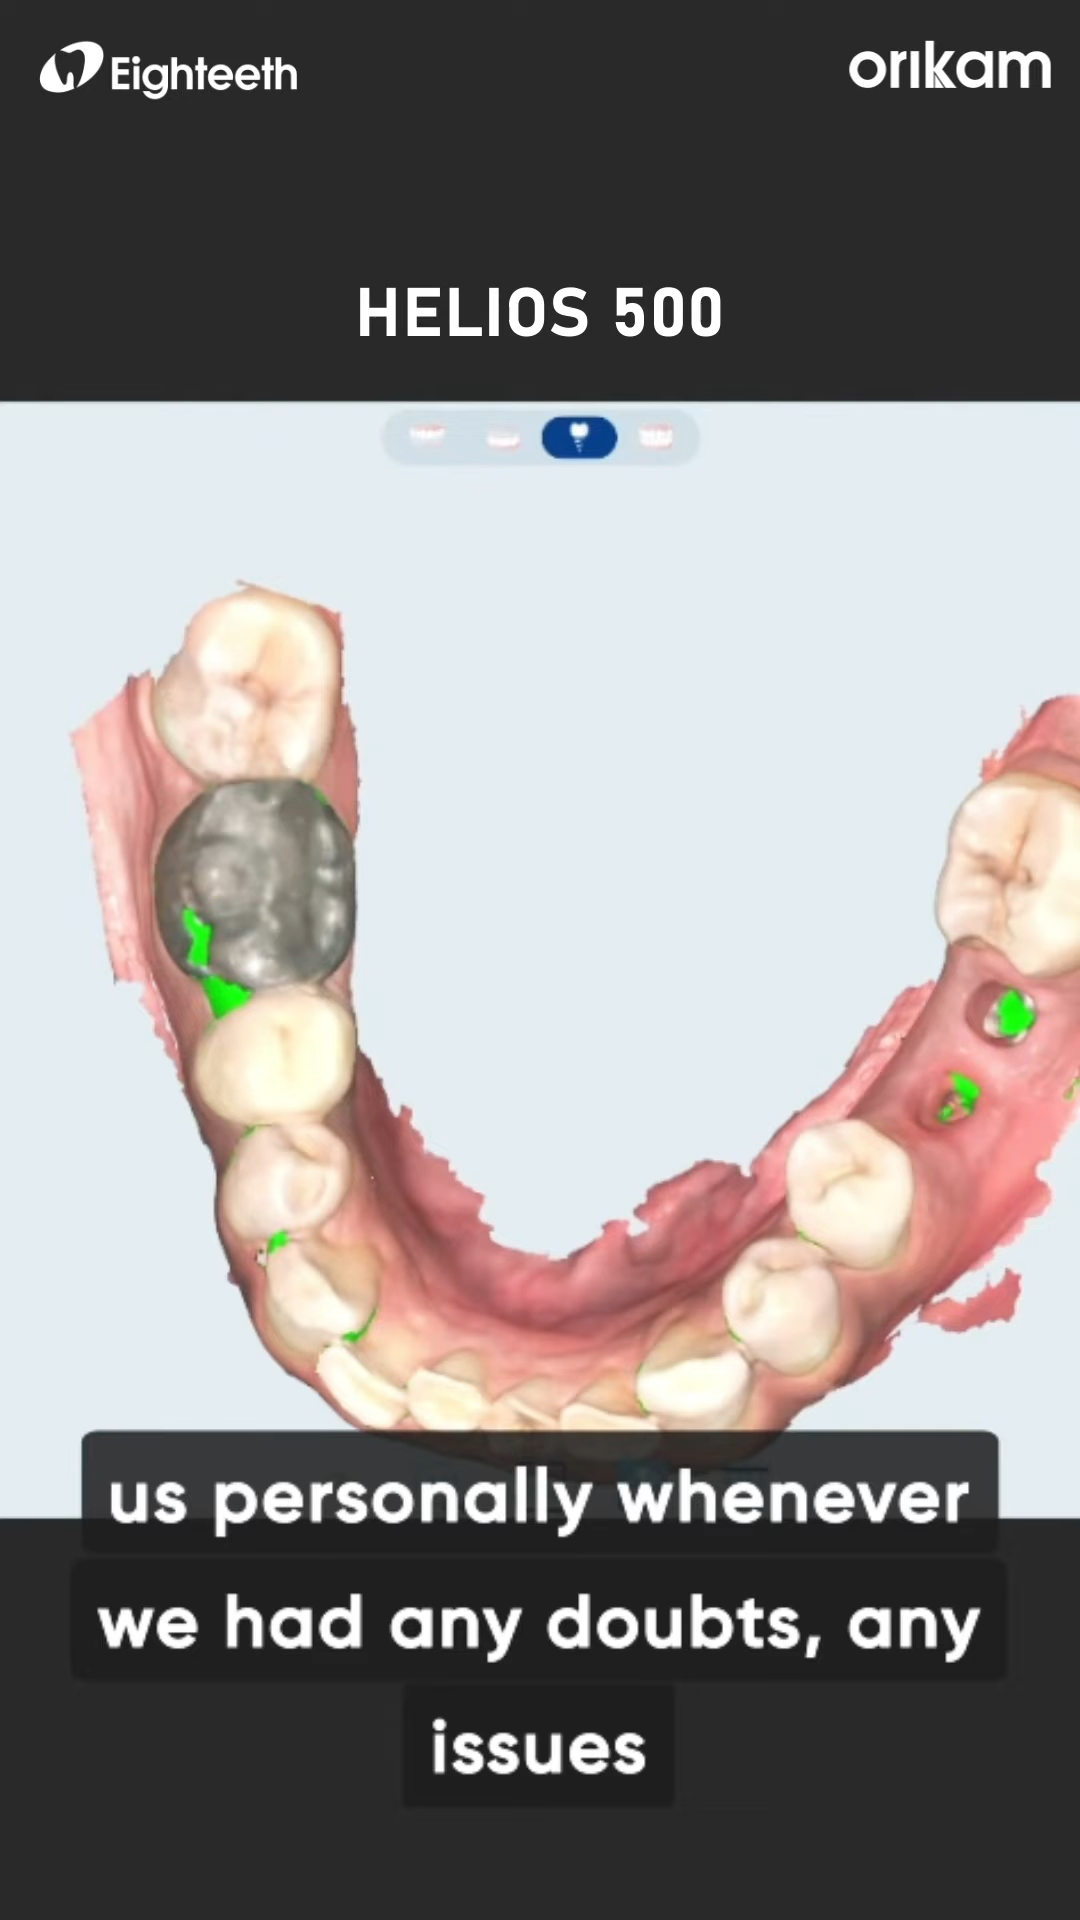 Eighteeth
orikam
HELIOS 500
us personally whenever
we had any doubts, any
issues